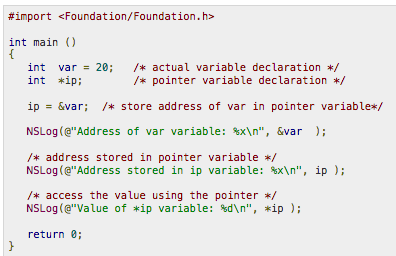 #import <Foundation/Foundation.h>
int main ()
{
int  var = 20;   /* actual variable declaration */
int  *ip;        /* pointer variable declaration */
ip = &var;  /* store address of var in pointer variable*/
NSLog(@"Address of var variable: %x\n", &var  );
/* address stored in pointer variable */
NSLog(@"Address stored in ip variable: %x\n", ip );
/* access the value using the pointer */
NSLog(@"Value of *ip variable: %d\n", *ip );
return 0;
}